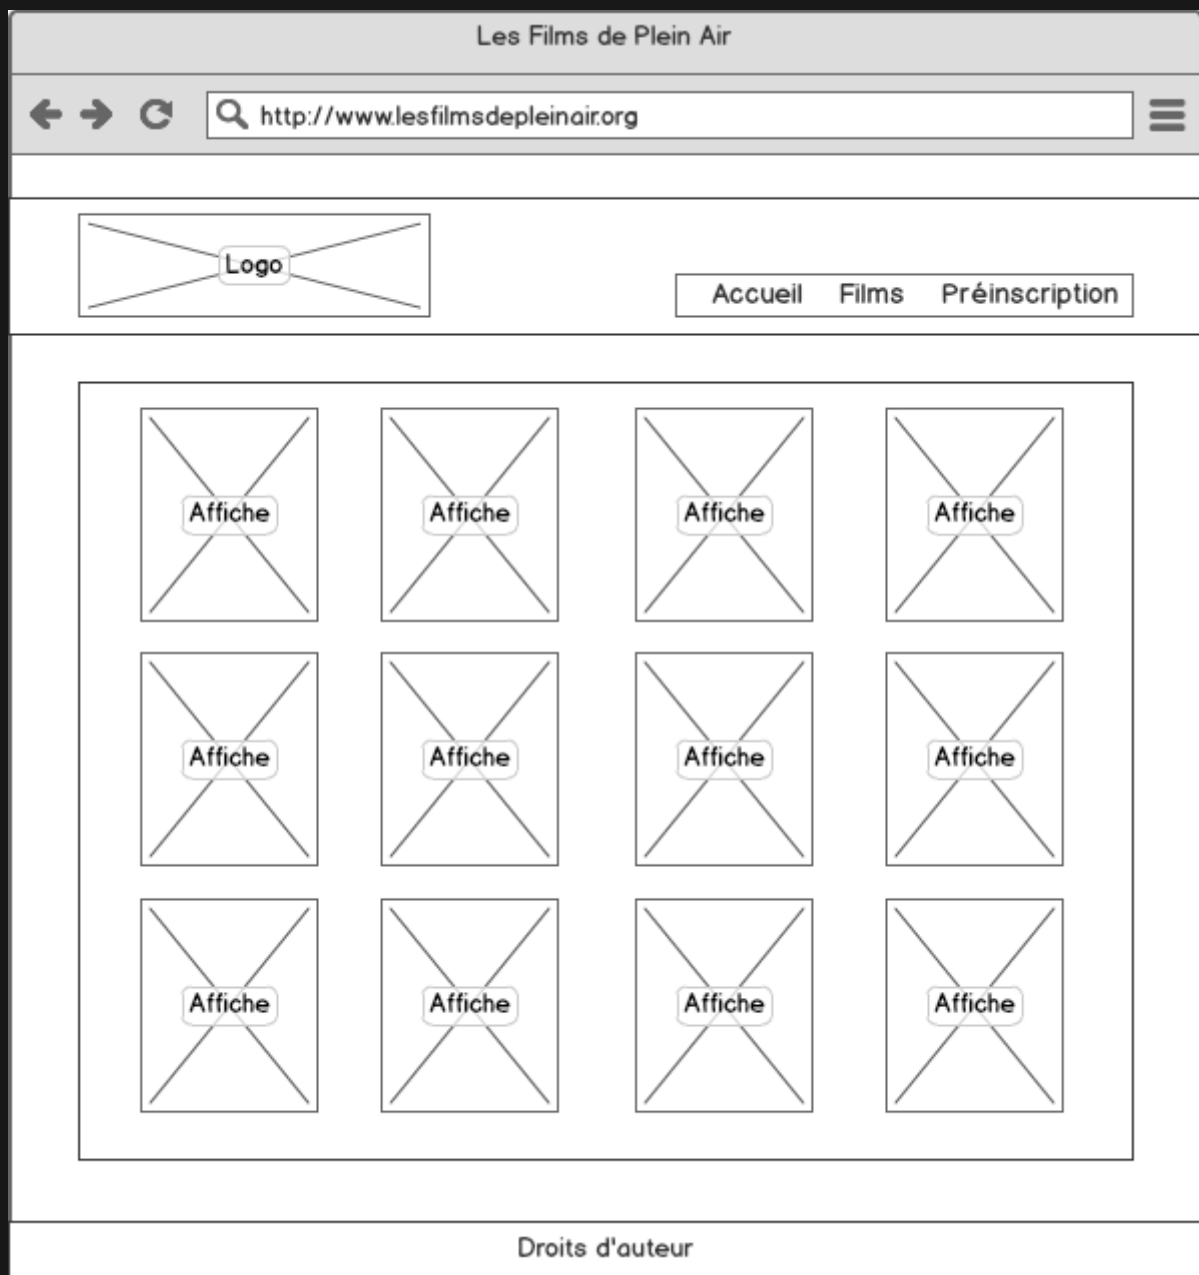 Les Films de Plein Air
http://www.lesfilmsdepleinair.org
Logo
Accueil Films Préinscription
Affiche Affiche Affiche Affiche
Affiche Affiche Affiche Affiche
Affiche Affiche Affiche Affiche
Droits d'auteur